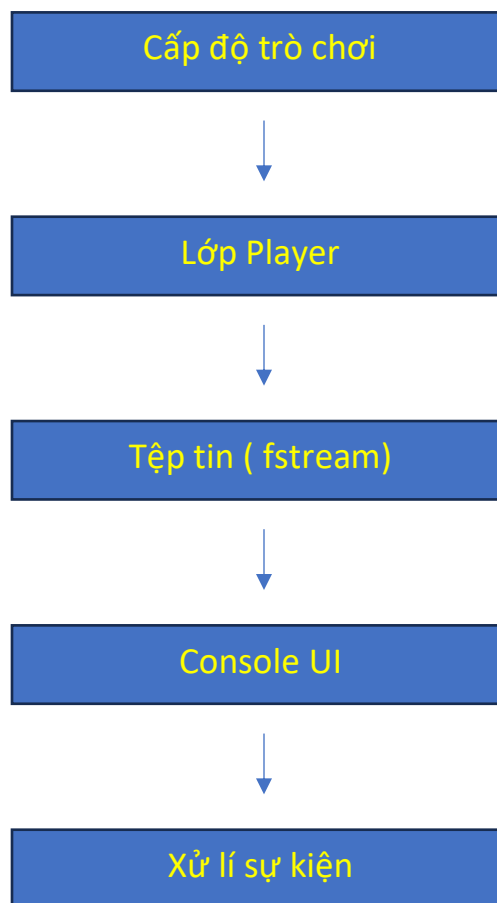 Cấp độ trò chơi
Lớp Player
Tệp tin ( fstream)
Console UI
Xử lí sự kiện